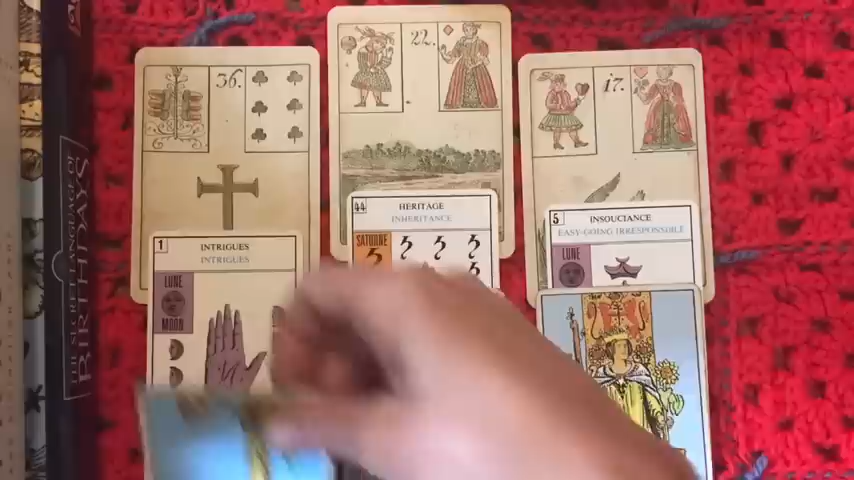 THE SECRET LANGUAGE OF
BIRTHDAYS
36.
22.
17.
1
INTRIGUES
INTRIGUES
LUNE
MOON
44
HERITAGE
INHERITANCE
SATURNE
5
INSOUCIANCE
EASY-GOING IRRESPONSIBLE
LUNE